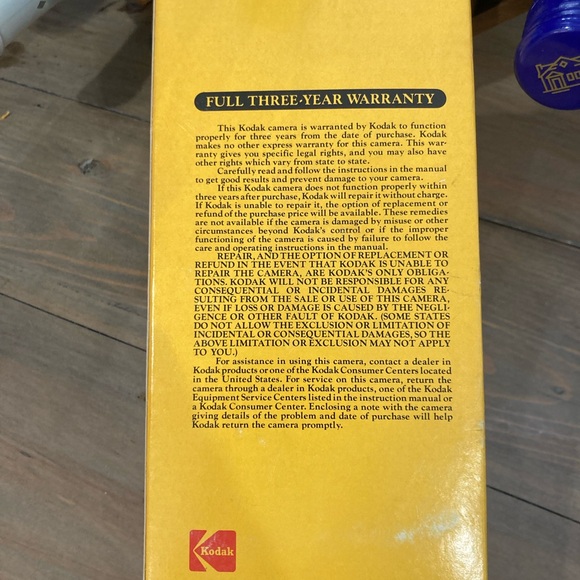 FULL THREE-YEAR WARRANTY
This Kodak camera is warranted by Kodak to function
properly for three years from the date of purchase. Kodak
makes no other express warranty for this camera. This war-
ranty gives you specific legal rights, and you may also have
other rights which vary from state to state.
Carefully read and follow the instructions in the manual
to get good results and prevent damage to your camera.
If this Kodak camera does not function properly within
three years after purchase, Kodak will repair it without charge.
If Kodak is unable to repair it, the option of replacement or
refund of the purchase price will be available. These remedies
are not available if the camera is damaged by misuse or other
circumstances beyond Kodak's control or if the improper
functioning of the camera is caused by failure to follow the
care and operating instructions in the manual.
REPAIR, AND THE OPTION OF REPLACEMENT OR
REFUND IN THE EVENT THAT KODAK IS UNABLE TO
REPAIR THE CAMERA, ARE KODAK'S ONLY OBLIGA-
TIONS. KODAK WILL NOT BE RESPONSIBLE FOR ANY
CONSEQUENTIAL OR INCIDENTAL DAMAGES RE-
SULTING FROM THE SALE OR USE OF THIS CAMERA,
EVEN IF LOSS OR DAMAGE IS CAUSED BY THE NEGLI-
GENCE OR OTHER FAULT OF KODAK. (SOME STATES
DO NOT ALLOW THE EXCLUSION OR LIMITATION OF
INCIDENTAL OR CONSEQUENTIAL DAMAGES, SO THE
ABOVE LIMITATION OR EXCLUSION MAY NOT APPLY
TO YOU.)
For assistance in using this camera, contact a dealer in
Kodak products or one of the Kodak Consumer Centers located
in the United States. For service on this camera, return the
camera through a dealer in Kodak products, one of the Kodak
Equipment Service Centers listed in the instruction manual or
a Kodak Consumer Center. Enclosing a note with the camera
giving details of the problem and date of purchase will help
Kodak return the camera promptly.
Kodak